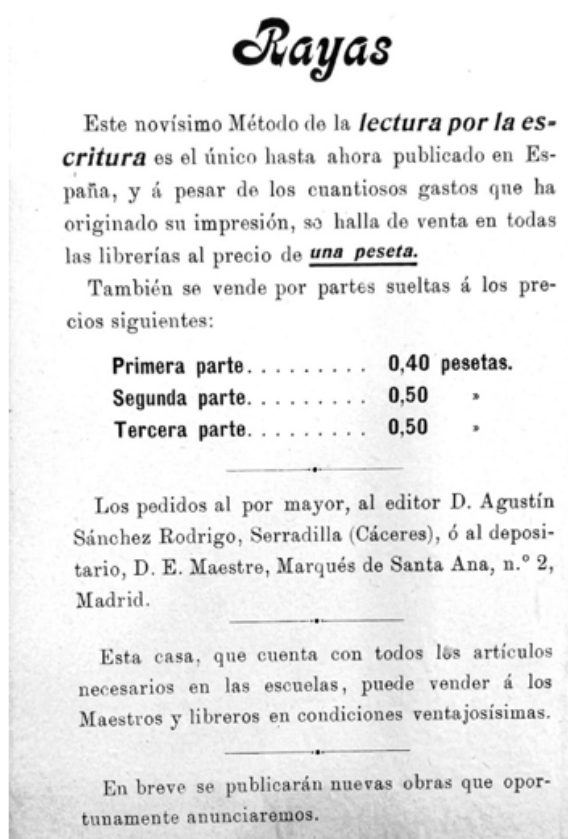 Rayas
Este novísimo Método de la lectura por la es-
critura es el único hasta ahora publicado en Es-
paña, y á pesar de los cuantiosos gastos que ha
originado su impresión, se halla de venta en todas
las librerías al precio de una peseta.
También se vende por partes sueltas á los pre-
cios siguientes:
Primera parte. . . . . . . . . . 0,40 pesetas.
Segunda parte. . . . . . . . . . 0,50 »
Tercera parte. . . . . . . . . . 0,50 »
Los pedidos al por mayor, al editor D. Agustín
Sánchez Rodrigo, Serradilla (Cáceres), ó al deposi-
tario, D. E. Maestre, Marqués de Santa Ana, n.º 2,
Madrid.
Esta casa, que cuenta con todos los artículos
necesarios en las escuelas, puede vender á los
Maestros y libreros en condiciones ventajosísimas.
En breve se publicarán nuevas obras que opor-
tunamente anunciaremos.